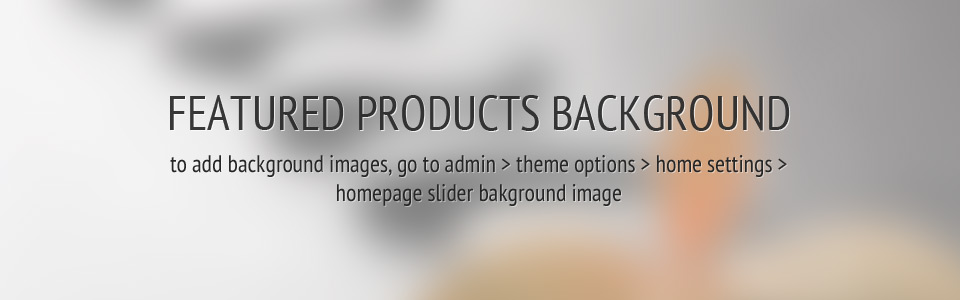 FEATURED PRODUCTS BACKGROUND
to add background images, go to admin > theme options > home settings >
homepage slider bakground image